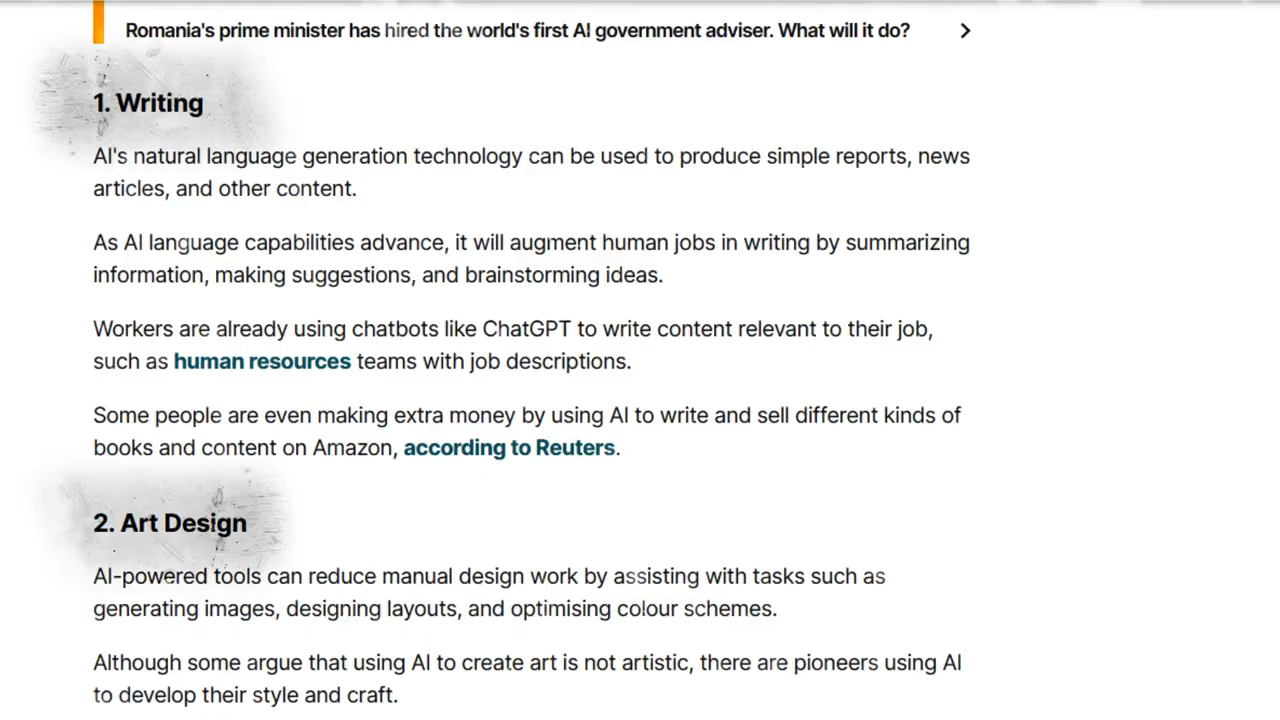 Romania's prime minister has hired the world's first AI government adviser. What will it do?
1. Writing
AI's natural language generation technology can be used to produce simple reports, news
articles, and other content.
As AI language capabilities advance, it will augment human jobs in writing by summarizing
information, making suggestions, and brainstorming ideas.
Workers are already using chatbots like ChatGPT to write content relevant to their job,
such as human resources teams with job descriptions.
Some people are even making extra money by using AI to write and sell different kinds of
books and content on Amazon, according to Reuters.
2. Art Design
AI-powered tools can reduce manual design work by assisting with tasks such as
generating images, designing layouts, and optimising colour schemes.
Although some argue that using AI to create art is not artistic, there are pioneers using AI
to develop their style and craft.